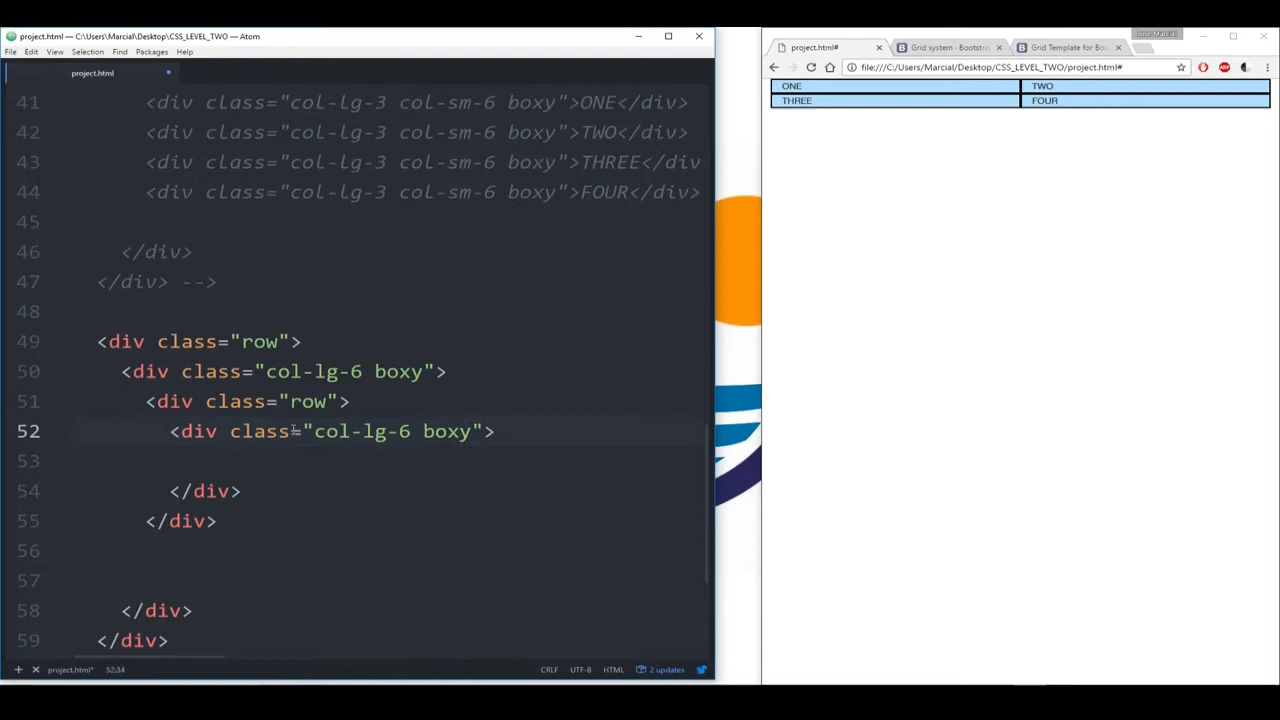 project.html — C:\Users\Marcial\Desktop\CSS_LEVEL_TWO — Atom
File Edit View Selection Find Packages Help
project.html
41 <div class="col-lg-3 col-sm-6 boxy">ONE</div>
42 <div class="col-lg-3 col-sm-6 boxy">TWO</div>
43 <div class="col-lg-3 col-sm-6 boxy">THREE</div
44 <div class="col-lg-3 col-sm-6 boxy">FOUR</div>
45
46 </div>
47 </div> -->
48
49 <div class="row">
50 <div class="col-lg-6 boxy">
51 <div class="row">
52 <div class="col-lg-6 boxy">
53
54 </div>
55 </div>
56
57
58 </div>
59 </div>
project.html* 52:34 CRLF UTF-8 HTML 2 updates
Jose Marcial
project.html# Grid system - Bootstra Grid Template for Boo
file:///C:/Users/Marcial/Desktop/CSS_LEVEL_TWO/project.html#
ONE TWO
THREE FOUR